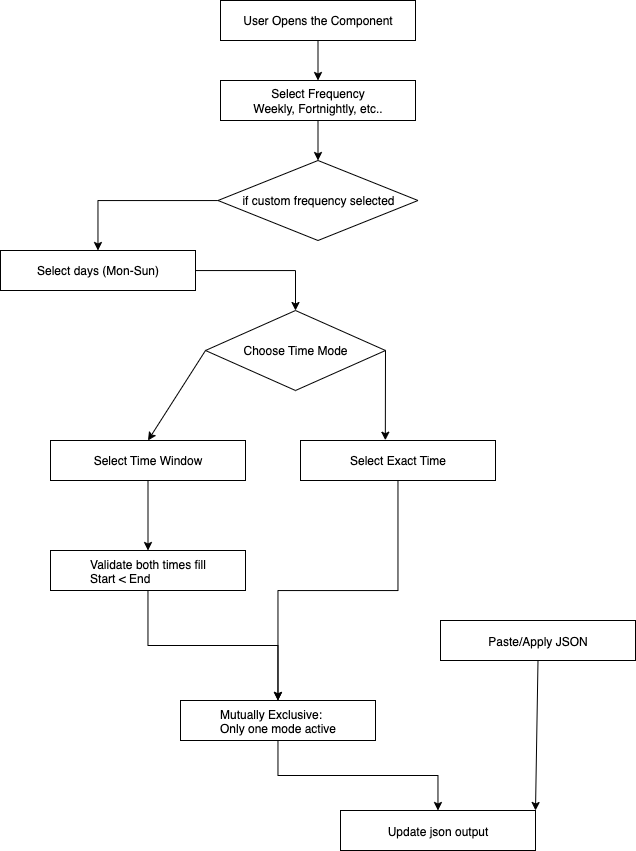 User Opens the Component
Select Frequency
Weekly, Fortnightly, etc..
if custom frequency selected
Select days (Mon-Sun)
Choose Time Mode
Select Time Window
Select Exact Time
Validate both times fill
Start < End
Paste/Apply JSON
Mutually Exclusive:
Only one mode active
Update json output